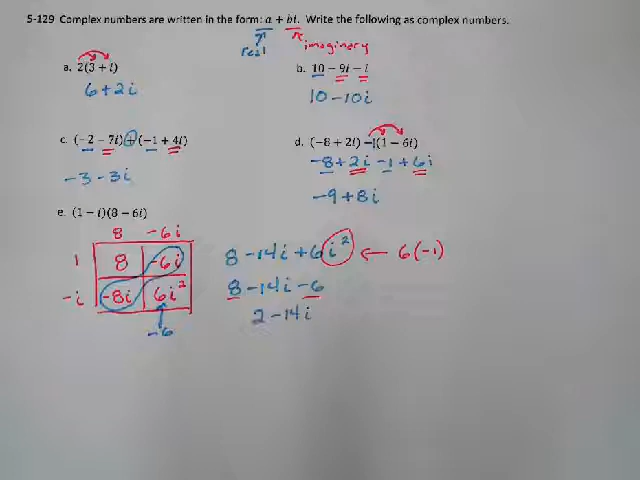 5-129 Complex numbers are written in the form: a + bi. Write the following as complex numbers.
real
imaginary
a. 2(3 + i)
6 + 2i
b. 10 − 9i − i
10 − 10i
c. (−2 − 7i) + (−1 + 4i)
−3 − 3i
d. (−8 + 2i) −1(1 − 6i)
−8 + 2i − 1 + 6i
−9 + 8i
e. (1 − i)(8 − 6i)
8 −6i
1 8 −6i
−i −8i 6i²
−6
8 − 14i + 6i² ← 6(−1)
8 − 14i − 6
2 − 14i